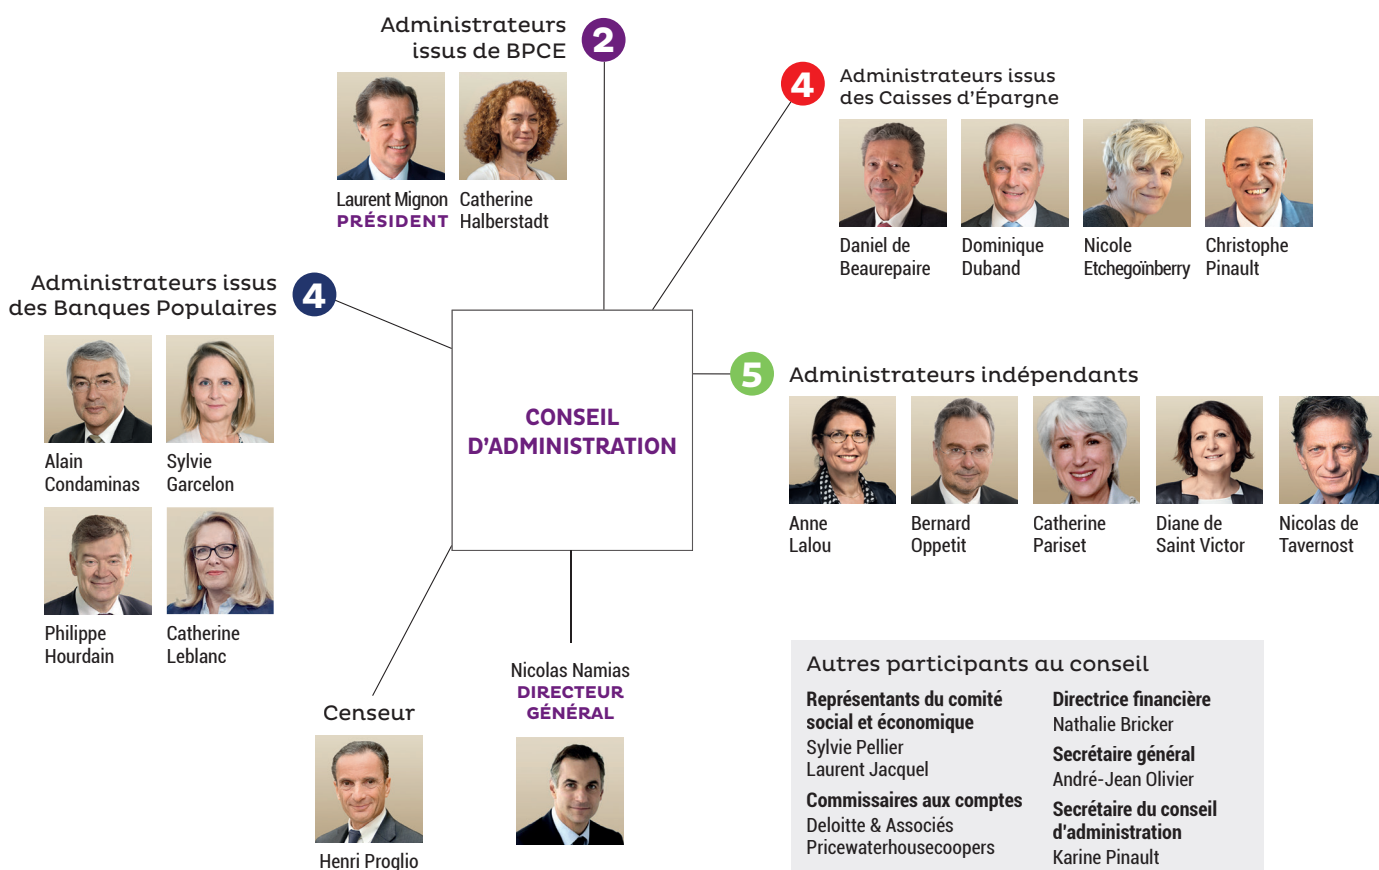 Administrateurs
issus de BPCE
2
Laurent Mignon
PRÉSIDENT
Catherine
Halberstadt
4
Administrateurs issus
des Caisses d’Épargne
Daniel de
Beaurepaire
Dominique
Duband
Nicole
Etchegoïnberry
Christophe
Pinault
Administrateurs issus
des Banques Populaires
4
Alain
Condaminas
Sylvie
Garcelon
Philippe
Hourdain
Catherine
Leblanc
CONSEIL
D’ADMINISTRATION
5
Administrateurs indépendants
Anne
Lalou
Bernard
Oppetit
Catherine
Pariset
Diane de
Saint Victor
Nicolas de
Tavernost
Censeur
Henri Proglio
Nicolas Namias
DIRECTEUR
GÉNÉRAL
Autres participants au conseil
Représentants du comité
social et économique
Sylvie Pellier
Laurent Jacquel
Commissaires aux comptes
Deloitte & Associés
Pricewaterhousecoopers
Directrice financière
Nathalie Bricker
Secrétaire général
André-Jean Olivier
Secrétaire du conseil
d’administration
Karine Pinault